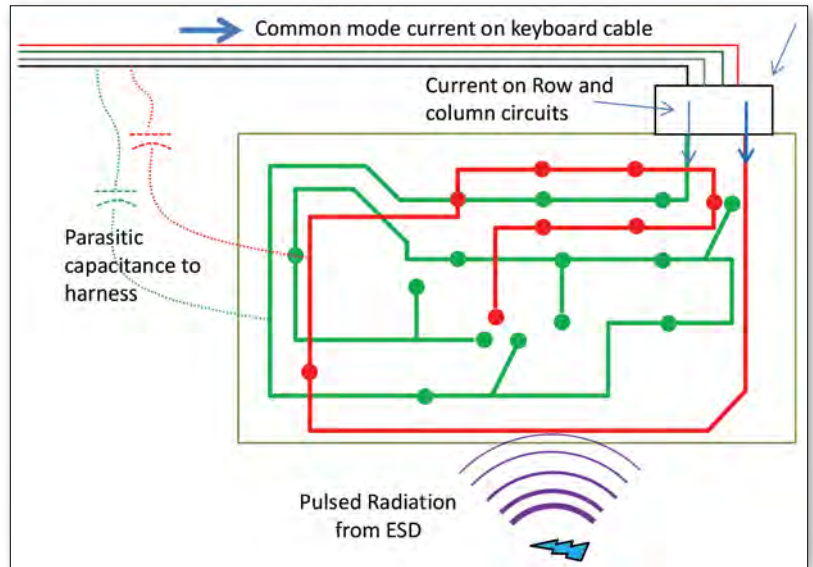 Common mode current on keyboard cable
Current on Row and
column circuits
Parasitic
capacitance to
harness
Pulsed Radiation
from ESD